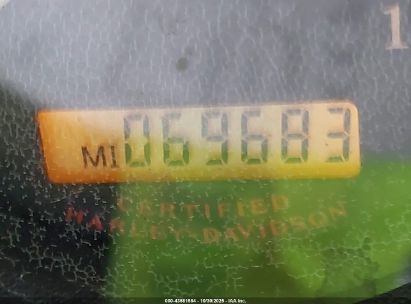 1
MI 069683
CERTIFIED
HARLEY-DAVIDSON